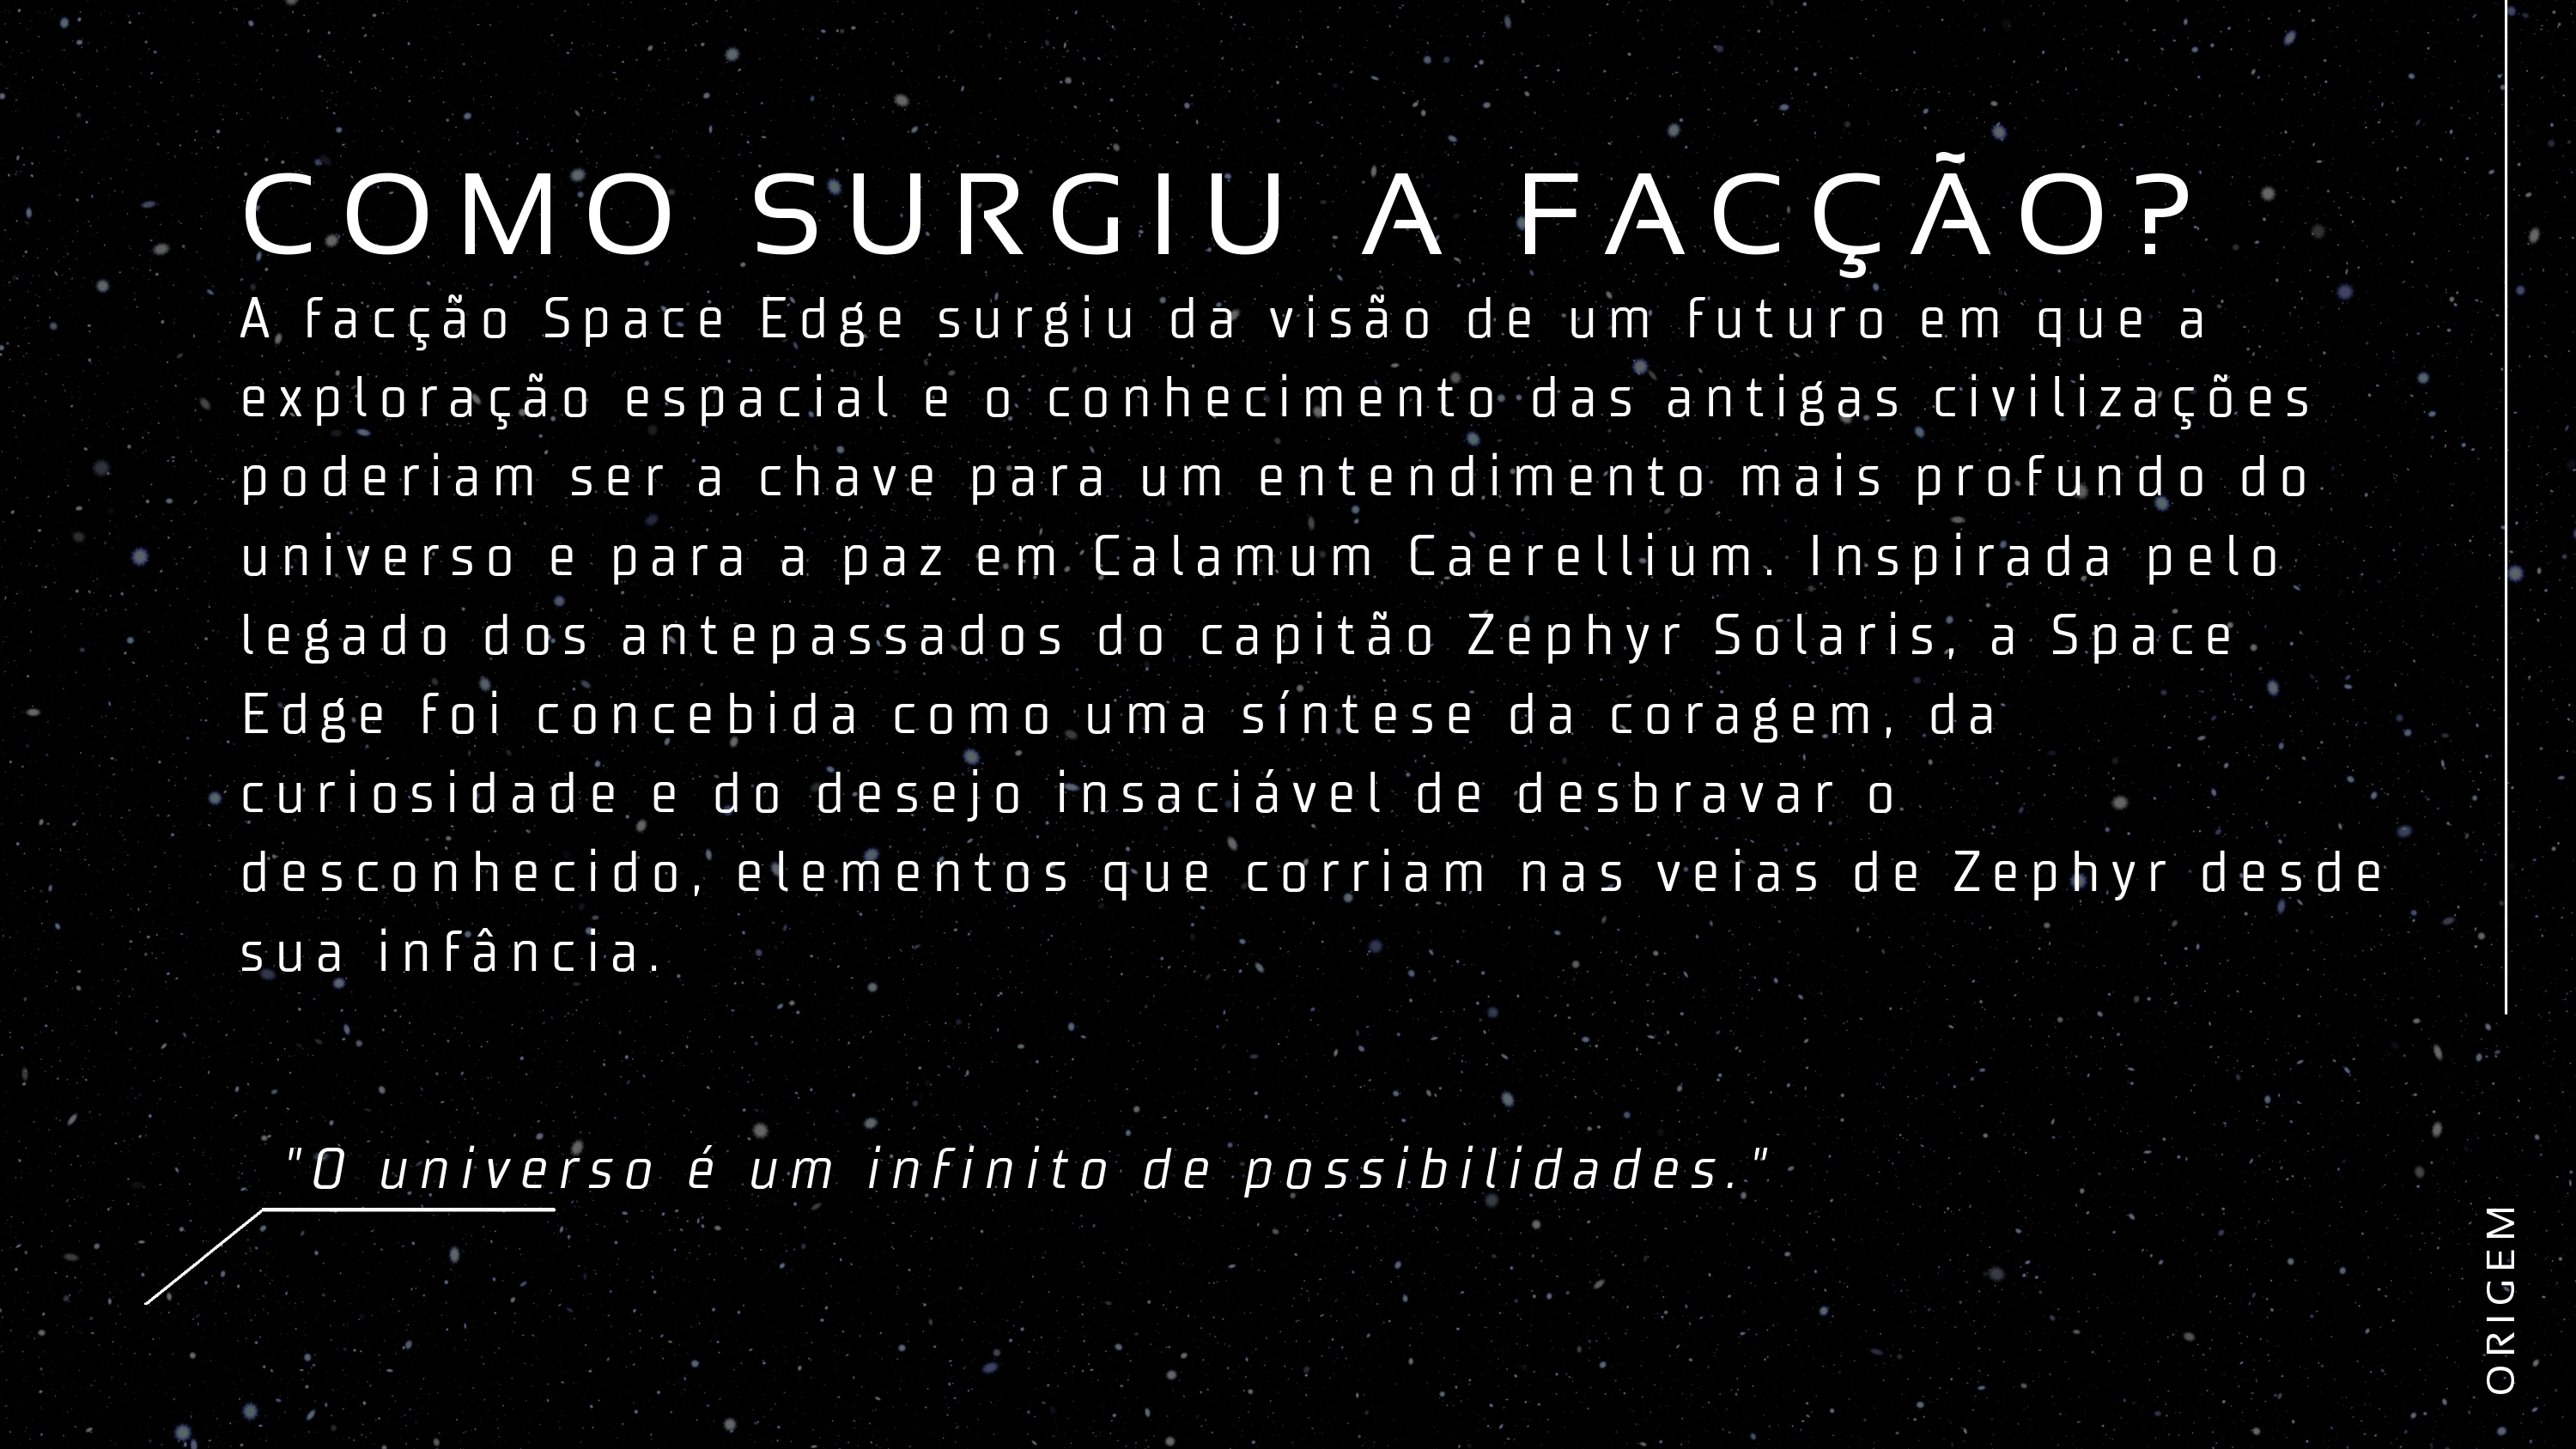 COMO SURGIU A FACÇÃO?
A facção Space Edge surgiu da visão de um futuro em que a
exploração espacial e o conhecimento das antigas civilizações
poderiam ser a chave para um entendimento mais profundo do
universo e para a paz em Calamum Caerellium. Inspirada pelo
legado dos antepassados do capitão Zephyr Solaris, a Space
Edge foi concebida como uma síntese da coragem, da
curiosidade e do desejo insaciável de desbravar o
desconhecido, elementos que corriam nas veias de Zephyr desde
sua infância.
"O universo é um infinito de possibilidades."
ORIGEM